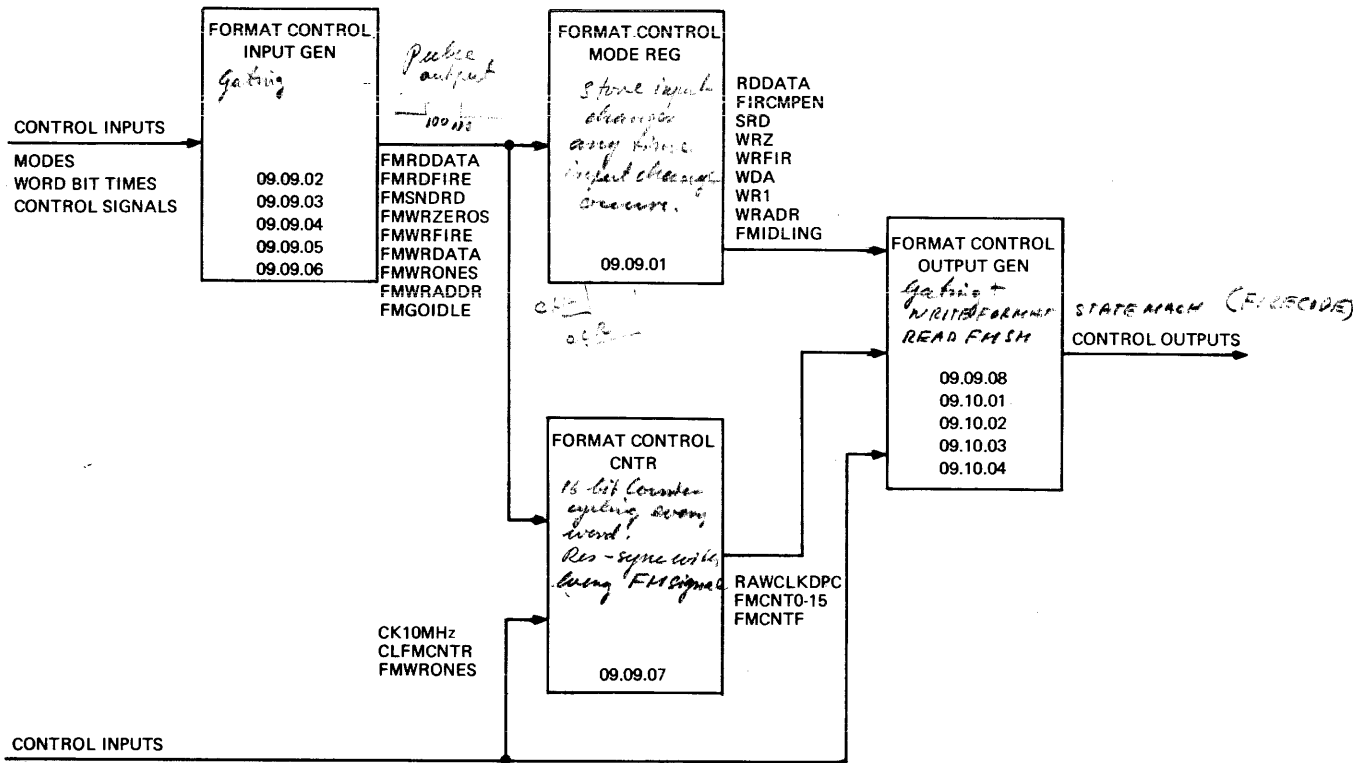 FORMAT CONTROL
INPUT GEN
Gating
09.09.02
09.09.03
09.09.04
09.09.05
09.09.06
CONTROL INPUTS
MODES
WORD BIT TIMES
CONTROL SIGNALS
Pulse
output
100 ns
FMRDDATA
FMRDFIRE
FMSNDRD
FMWRZEROS
FMWRFIRE
FMWRDATA
FMWRONES
FMWRADDR
FMGOIDLE
FORMAT CONTROL
MODE REG
Store input
changes
any time
input change
occurs.
09.09.01
RDDATA
FIRCMPEN
SRD
WRZ
WRFIR
WDA
WR1
WRADR
FMIDLING
FORMAT CONTROL
OUTPUT GEN
Gating +
WRITE FORMAT
READ FMSM
09.09.08
09.10.01
09.10.02
09.10.03
09.10.04
STATE MACH (FIRECODE)
CONTROL OUTPUTS
FORMAT CONTROL
CNTR
16 bit Counter
cycling every
word!
Res-sync with
every FM signal
09.09.07
RAWCLKDPC
FMCNT0-15
FMCNTF
CK10MHz
CLFMCNTR
FMWRONES
CONTROL INPUTS